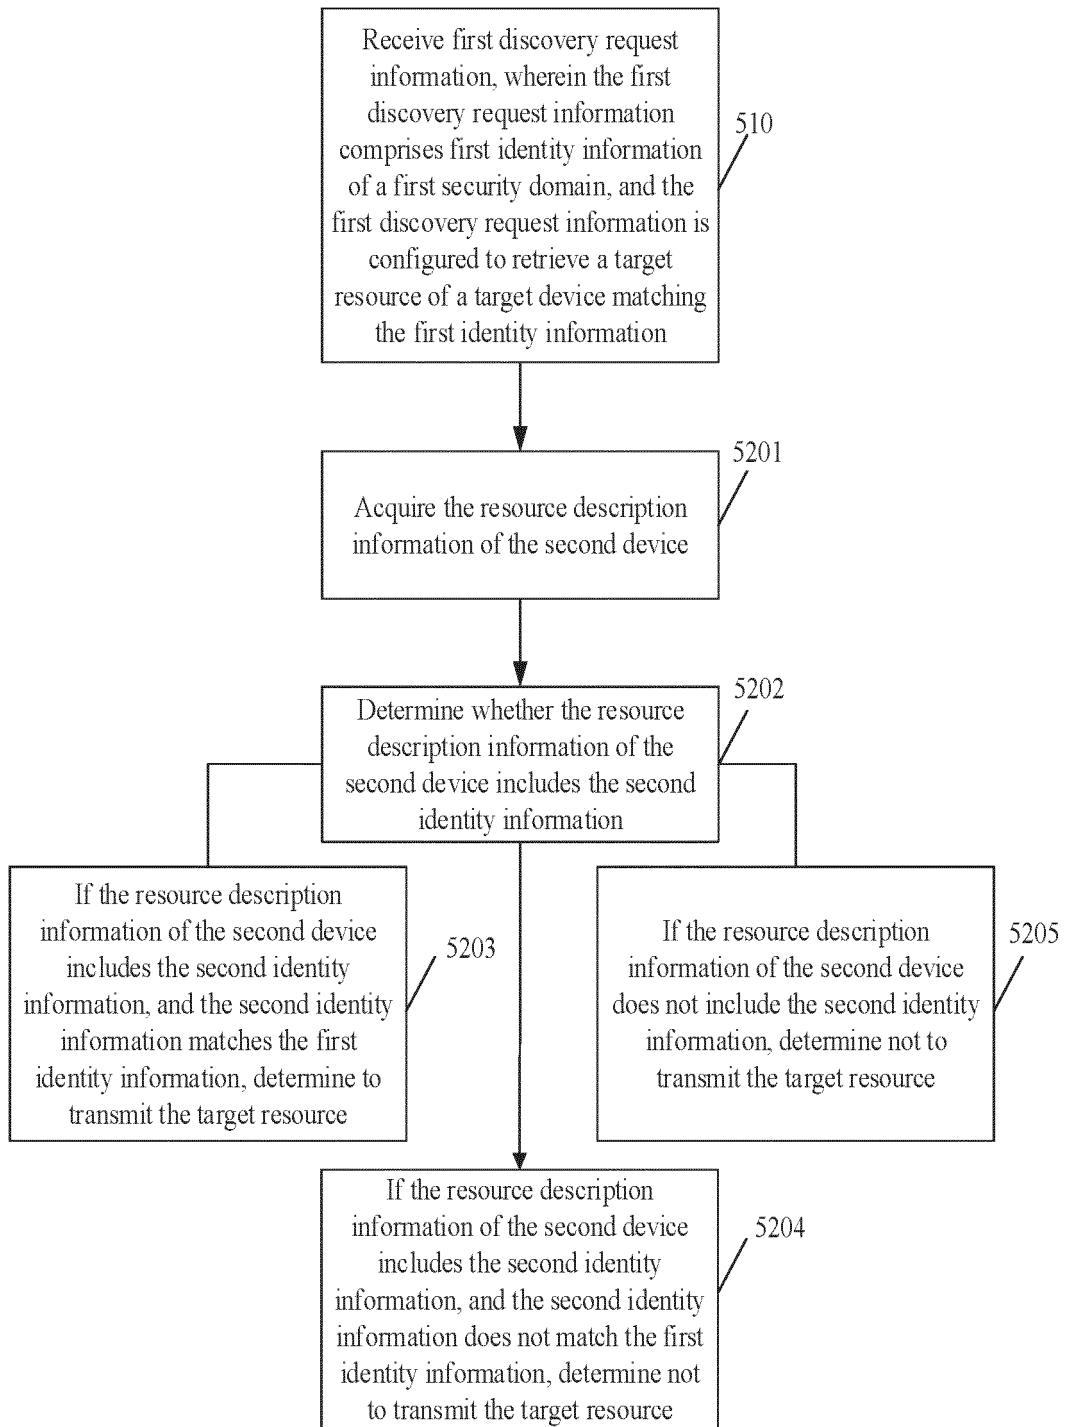 Receive first discovery request
information, wherein the first
discovery request information
comprises first identity information
of a first security domain, and the
first discovery request information is
configured to retrieve a target
resource of a target device matching
the first identity information
510
5201
Acquire the resource description
information of the second device
5202
Determine whether the resource
description information of the
second device includes the second
identity information
If the resource description
information of the second device
includes the second identity
information, and the second identity
information matches the first
identity information, determine to
transmit the target resource
5203
If the resource description
information of the second device
does not include the second identity
information, determine not to
transmit the target resource
5205
If the resource description
information of the second device
includes the second identity
information, and the second identity
information does not match the first
identity information, determine not
to transmit the target resource
5204